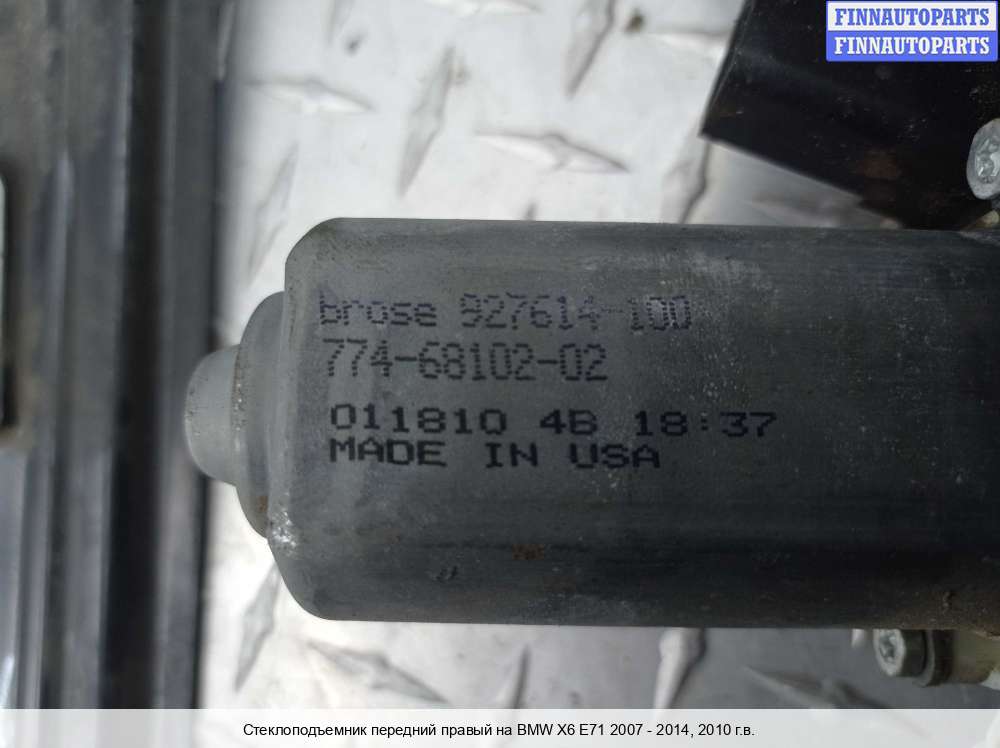 FINNAUTOPARTS
FINNAUTOPARTS
brose 927614-100
774-68102-02
011810 4B 18:37
MADE IN USA
Стеклоподъемник передний правый на BMW X6 E71 2007 - 2014, 2010 г.в.